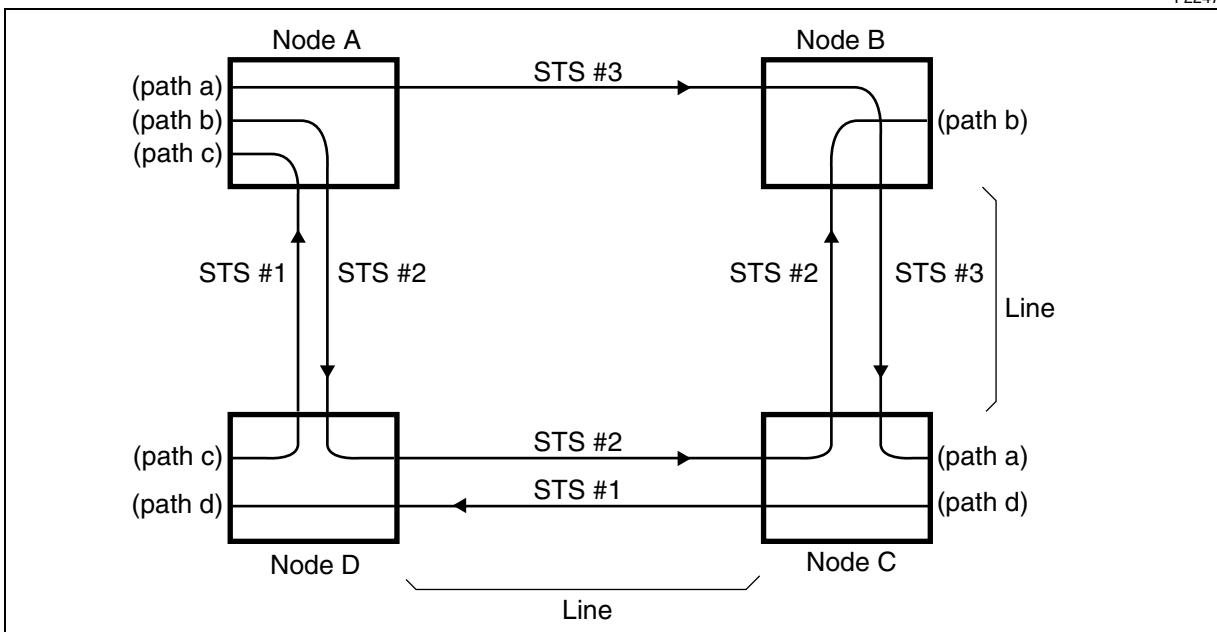 Node A
Node B
STS #3
(path a)
(path b)
(path b)
(path c)
STS #1
STS #2
STS #2
STS #3
Line
STS #2
(path c)
(path a)
STS #1
(path d)
(path d)
Node D
Node C
Line